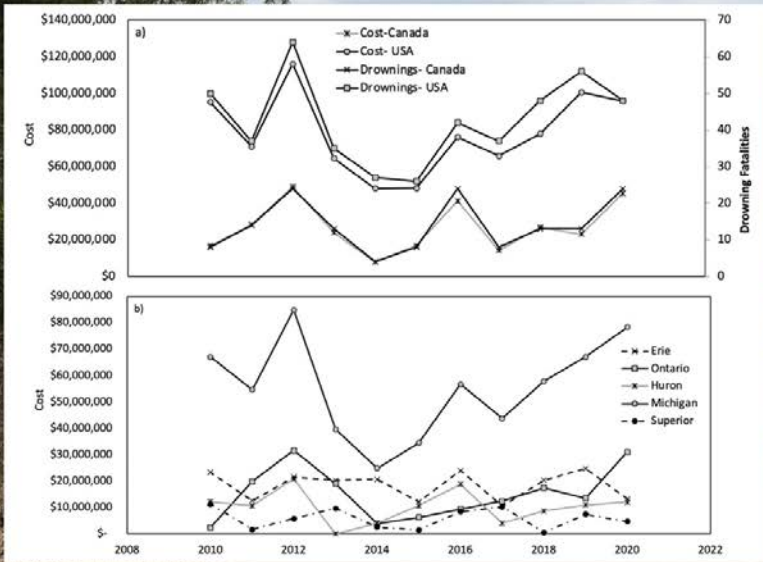 a)
Cost-Canada
Cost- USA
Drownings- Canada
Drownings- USA
$140,000,000
$120,000,000
$100,000,000
$80,000,000
$60,000,000
$40,000,000
$20,000,000
$0
Cost
70
60
50
40
30
20
10
0
Drowning Fatalities
b)
$90,000,000
$80,000,000
$70,000,000
$60,000,000
$50,000,000
$40,000,000
$30,000,000
$20,000,000
$10,000,000
$-
Cost
Erie
Ontario
Huron
Michigan
Superior
2008 2010 2012 2014 2016 2018 2020 2022